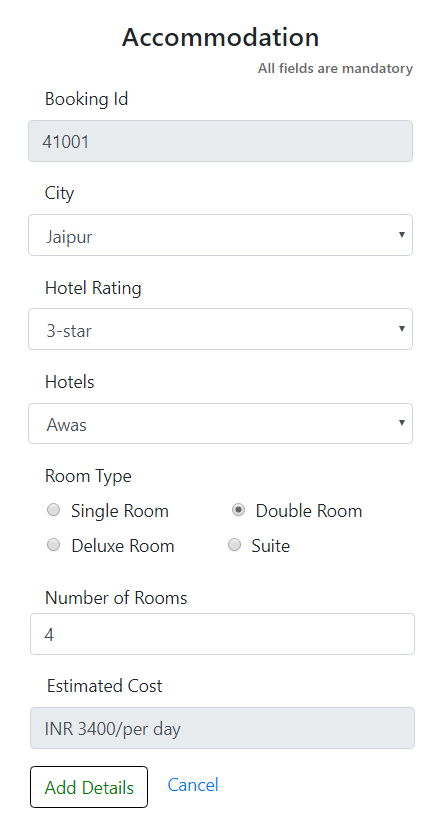 Accommodation
All fields are mandatory
Booking Id
41001
City
Jaipur
Hotel Rating
3-star
Hotels
Awas
Room Type
Single Room Double Room
Deluxe Room Suite
Number of Rooms
4
Estimated Cost
INR 3400/per day
Add Details Cancel